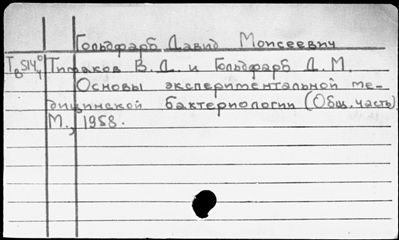 Гольдфарб Давид Моисеевич
Тимаков В.Д. и Гольдфарб Д.М.
Основы экспериментальной ме-
дицинской бактериологии (Общ. часть)
М., 1958.